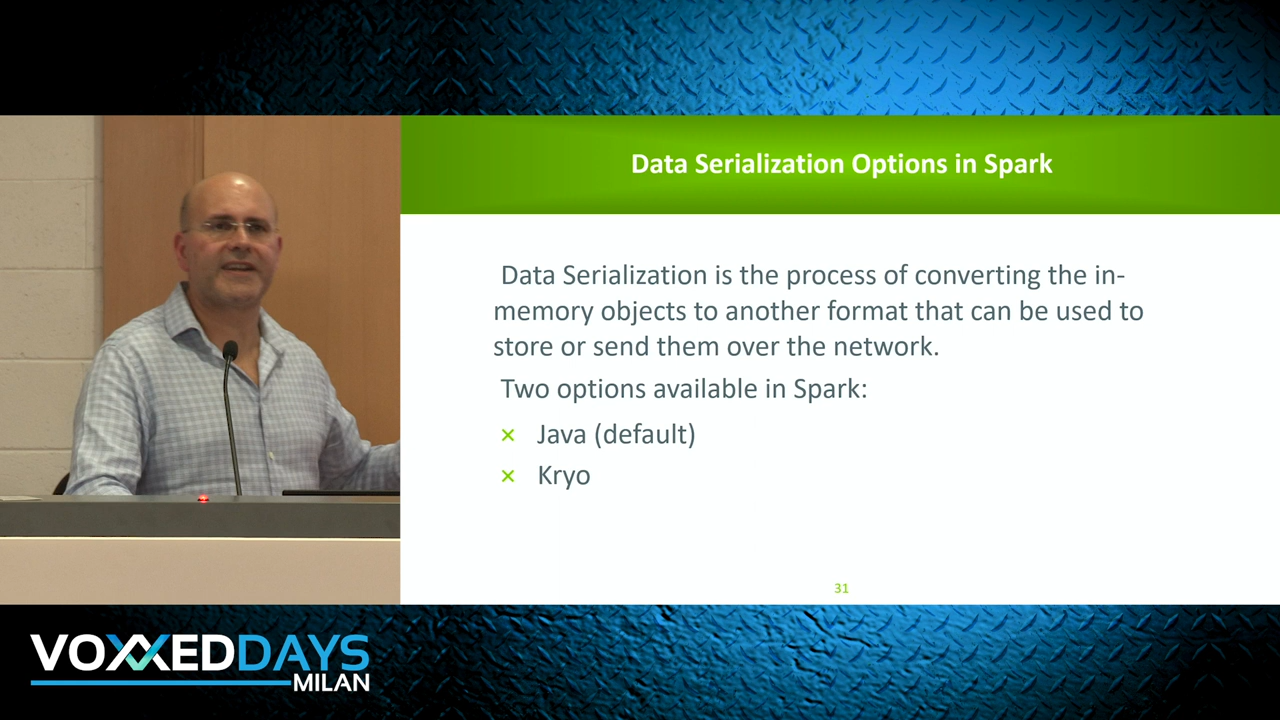 Data Serialization Options in Spark
Data Serialization is the process of converting the in-
memory objects to another format that can be used to
store or send them over the network.
Two options available in Spark:
× Java (default)
× Kryo
31
VOXXEDDAYS
MILAN